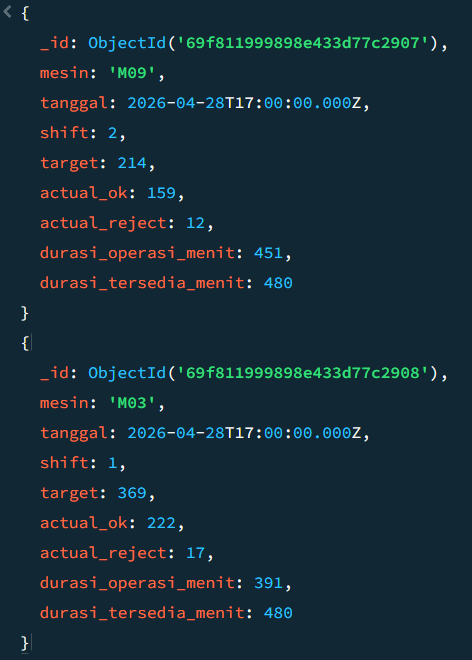 {
_id: ObjectId('69f811999898e433d77c2907'),
mesin: 'M09',
tanggal: 2026-04-28T17:00:00.000Z,
shift: 2,
target: 214,
actual_ok: 159,
actual_reject: 12,
durasi_operasi_menit: 451,
durasi_tersedia_menit: 480
}
{
_id: ObjectId('69f811999898e433d77c2908'),
mesin: 'M03',
tanggal: 2026-04-28T17:00:00.000Z,
shift: 1,
target: 369,
actual_ok: 222,
actual_reject: 17,
durasi_operasi_menit: 391,
durasi_tersedia_menit: 480
}